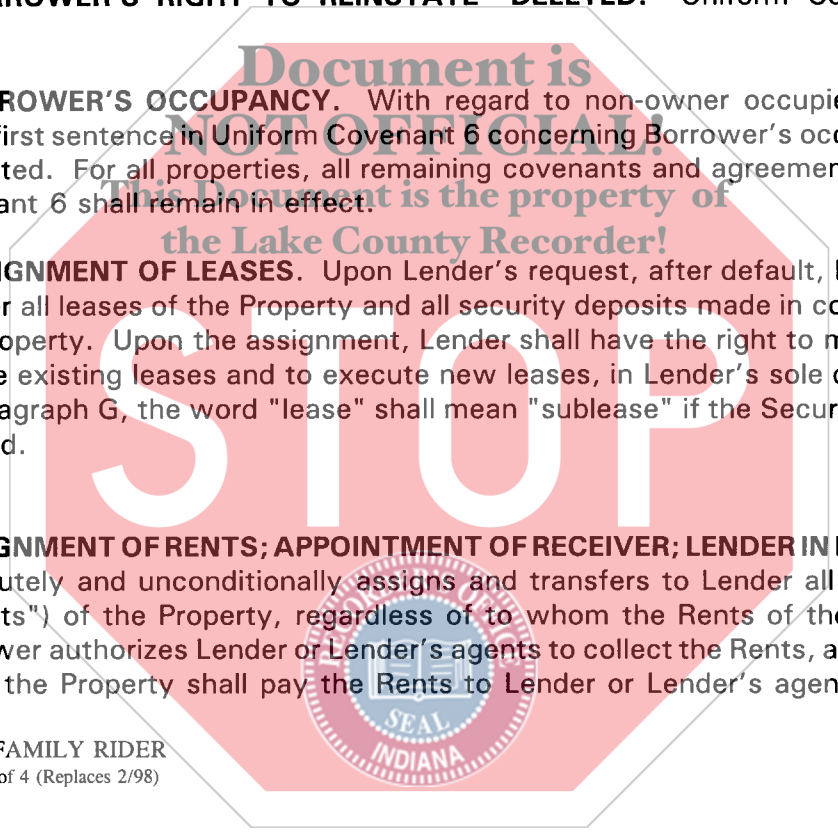 RROWER'S RIGHT TO REINSTATE" DELETED. Uniform Co
Document is
ROWER'S OCCUPANCY. With regard to non-owner occupie
NOT OFFICIAL!
first sentence in Uniform Covenant 6 concerning Borrower's occ
ted. For all properties, all remaining covenants and agreemen
This Document is the property of
ant 6 shall remain in effect.
the Lake County Recorder!
IGNMENT OF LEASES. Upon Lender's request, after default,
r all leases of the Property and all security deposits made in co
operty. Upon the assignment, Lender shall have the right to m
e existing leases and to execute new leases, in Lender's sole
agraph G, the word "lease" shall mean "sublease" if the Secur
d.
STOP
GNMENT OF RENTS; APPOINTMENT OF RECEIVER; LENDER IN
utely and unconditionally assigns and transfers to Lender all
ts") of the Property, regardless of to whom the Rents of the
wer authorizes Lender or Lender's agents to collect the Rents, a
the Property shall pay the Rents to Lender or Lender's agen
RECORDER'S OFFICE
SEAL
INDIANA
FAMILY RIDER
of 4 (Replaces 2/98)